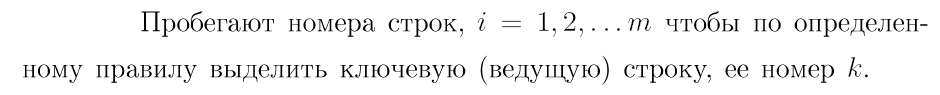 Пробегают номера строк, i = 1, 2, . . . m чтобы по определен-
ному правилу выделить ключевую (ведущую) строку, ее номер k.